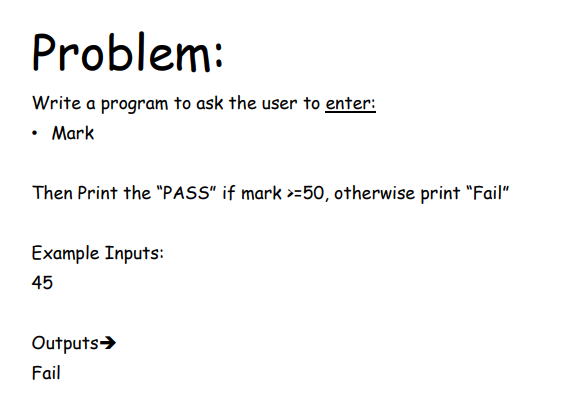 Problem:
Write a program to ask the user to enter:
• Mark
Then Print the “PASS” if mark >=50, otherwise print “Fail”
Example Inputs:
45
Outputs➔
Fail